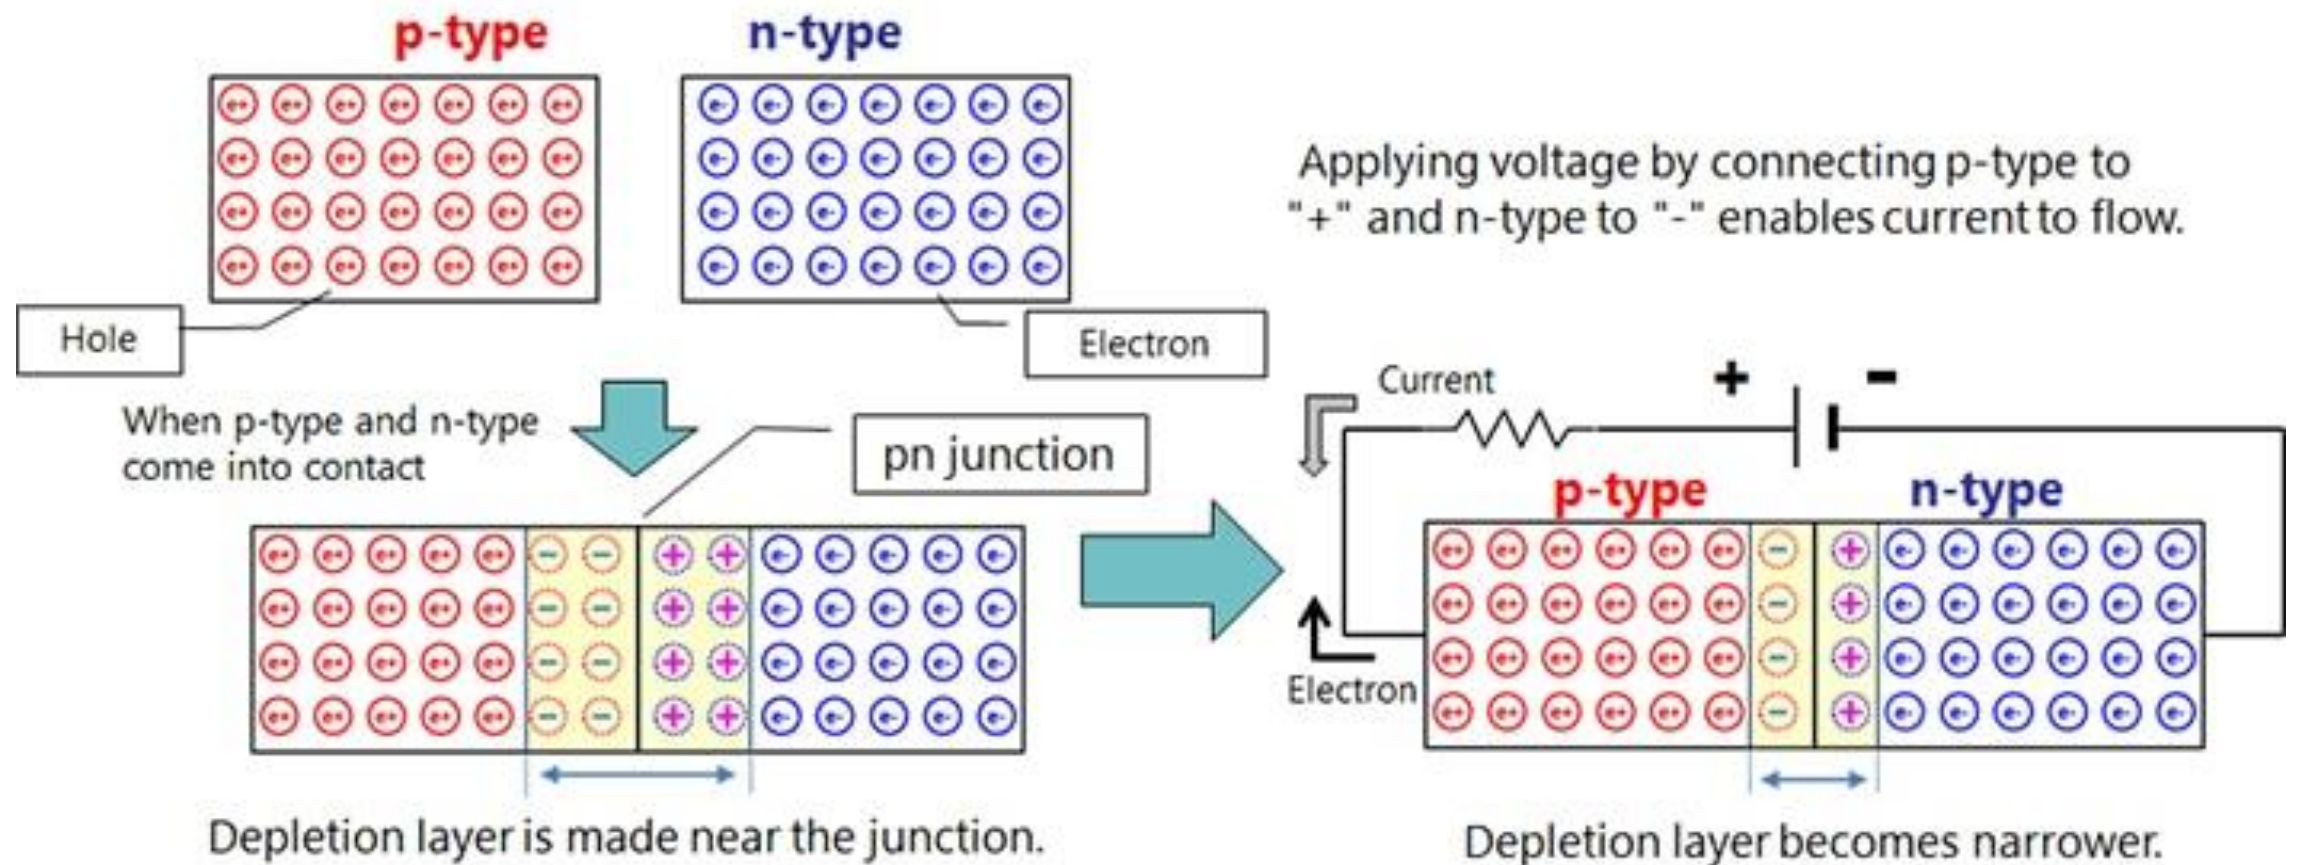 p-type
n-type
Hole
Electron
When p-type and n-type
come into contact
pn junction
Depletion layer is made near the junction.
Applying voltage by connecting p-type to
"+" and n-type to "-" enables current to flow.
Current
+
-
p-type
n-type
Electron
Depletion layer becomes narrower.